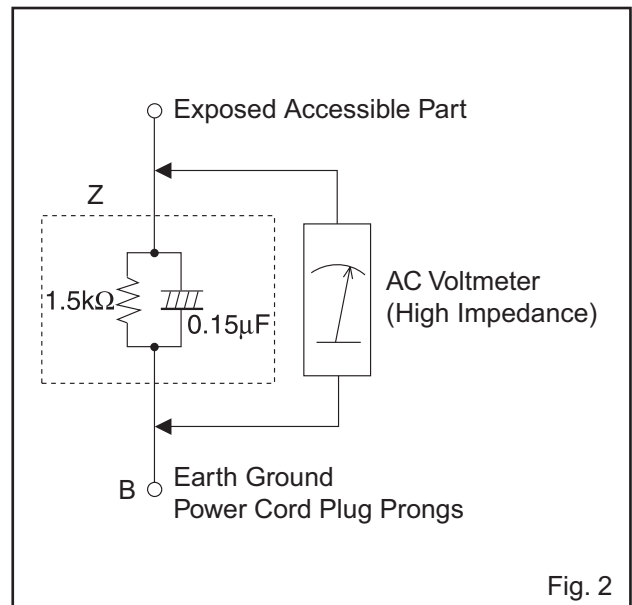 Exposed Accessible Part
Z
1.5kΩ
0.15μF
AC Voltmeter
(High Impedance)
B
Earth Ground
Power Cord Plug Prongs
Fig. 2